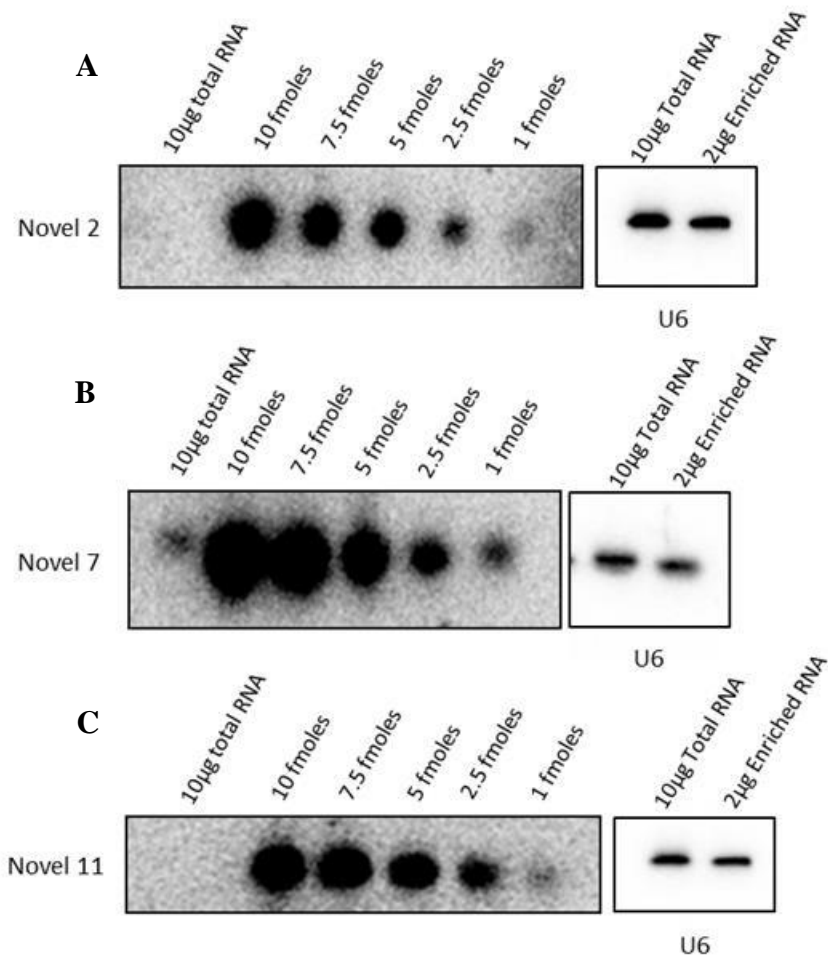 A
10µg total RNA
10 fmoles
7.5 fmoles
5 fmoles
2.5 fmoles
1 fmoles
10µg Total RNA
2µg Enriched RNA
Novel 2
U6
B
10µg total RNA
10 fmoles
7.5 fmoles
5 fmoles
2.5 fmoles
1 fmoles
10µg Total RNA
2µg Enriched RNA
Novel 7
U6
C
10µg total RNA
10 fmoles
7.5 fmoles
5 fmoles
2.5 fmoles
1 fmoles
10µg Total RNA
2µg Enriched RNA
Novel 11
U6